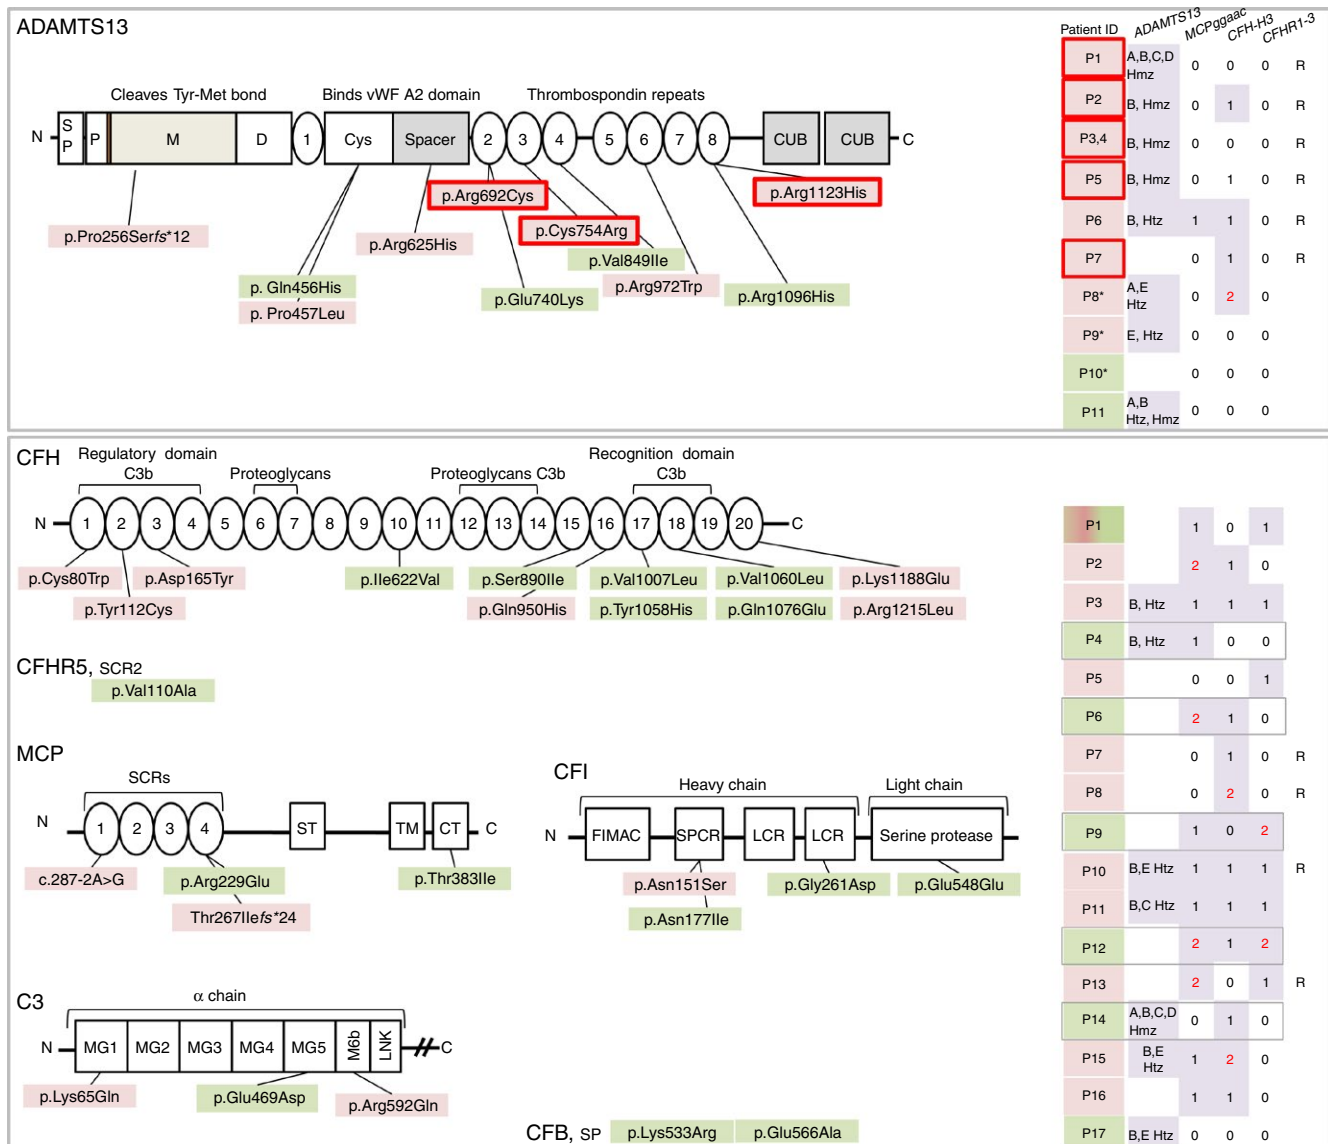 ADAMTS13
Cleaves Tyr-Met bond Binds vWF A2 domain Thrombospondin repeats
N SP P M D 1 Cys Spacer 2 3 4 5 6 7 8 CUB CUB C
p.Arg692Cys p.Arg1123His
p.Pro256Serfs*12 p.Arg625His p.Cys754Arg
p.Val849Ile
p. Gln456His p.Glu740Lys p.Arg972Trp p.Arg1096His
p. Pro457Leu
Patient ID ADAMTS13 MCPggaac CFH-H3 CFHR1-3
P1 A,B,C,D Hmz 0 0 0 R
P2 B, Hmz 0 1 0 R
P3,4 B, Hmz 0 0 0 R
P5 B, Hmz 0 1 0 R
P6 B, Htz 1 1 0 R
P7 0 1 0 R
P8* A,E Htz 0 2 0
P9* E, Htz 0 0 0
P10* 0 0 0
P11 A,B Htz, Hmz 0 0 0
CFH
Regulatory domain Recognition domain
C3b Proteoglycans Proteoglycans C3b C3b
N 1 2 3 4 5 6 7 8 9 10 11 12 13 14 15 16 17 18 19 20 C
p.Cys80Trp p.Asp165Tyr p.Ile622Val p.Ser890Ile p.Val1007Leu p.Val1060Leu p.Lys1188Glu
p.Tyr112Cys p.Gln950His p.Tyr1058His p.Gln1076Glu p.Arg1215Leu
CFHR5, SCR2
p.Val110Ala
MCP
SCRs
N 1 2 3 4 ST TM CT C
c.287-2A>G p.Arg229Glu p.Thr383Ile
Thr267Ilefs*24
CFI
Heavy chain Light chain
N FIMAC SPCR LCR LCR Serine protease
p.Asn151Ser p.Gly261Asp p.Glu548Glu
p.Asn177Ile
C3
α chain
N MG1 MG2 MG3 MG4 MG5 M6b LNK C
p.Lys65Gln p.Glu469Asp p.Arg592Gln
CFB, SP p.Lys533Arg p.Glu566Ala
P1 1 0 1
P2 2 1 0
P3 B, Htz 1 1 1
P4 B, Htz 1 0 0
P5 0 0 1
P6 2 1 0
P7 0 1 0 R
P8 0 2 0 R
P9 1 0 2
P10 B,E Htz 1 1 1 R
P11 B,C Htz 1 1 1
P12 2 1 2
P13 2 0 1 R
P14 A,B,C,D Hmz 0 1 0
P15 B,E Htz 1 2 0
P16 1 1 0
P17 B,E Htz 0 0 0